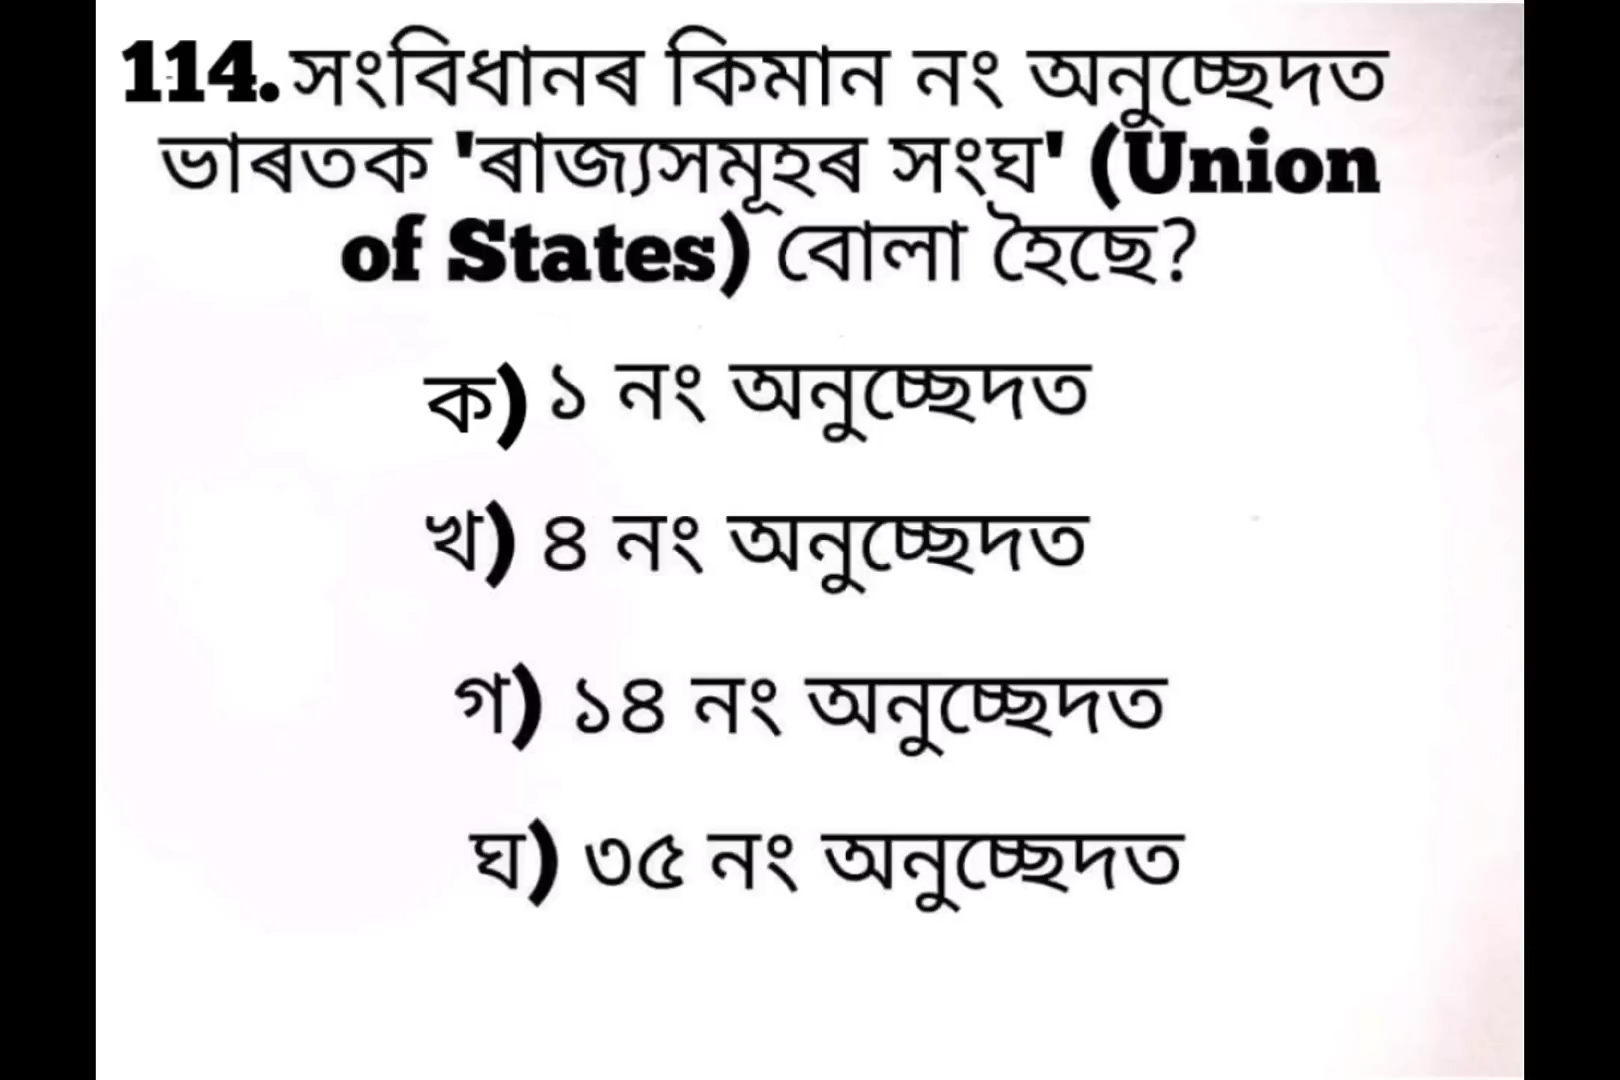 114. সংবিধানৰ কিমান নং অনুচ্ছেদত
ভাৰতক 'ৰাজ্যসমূহৰ সংঘ' (Union
of States) বোলা হৈছে?
ক) ১ নং অনুচ্ছেদত
খ) ৪ নং অনুচ্ছেদত
গ) ১৪ নং অনুচ্ছেদত
ঘ) ৩৫ নং অনুচ্ছেদত